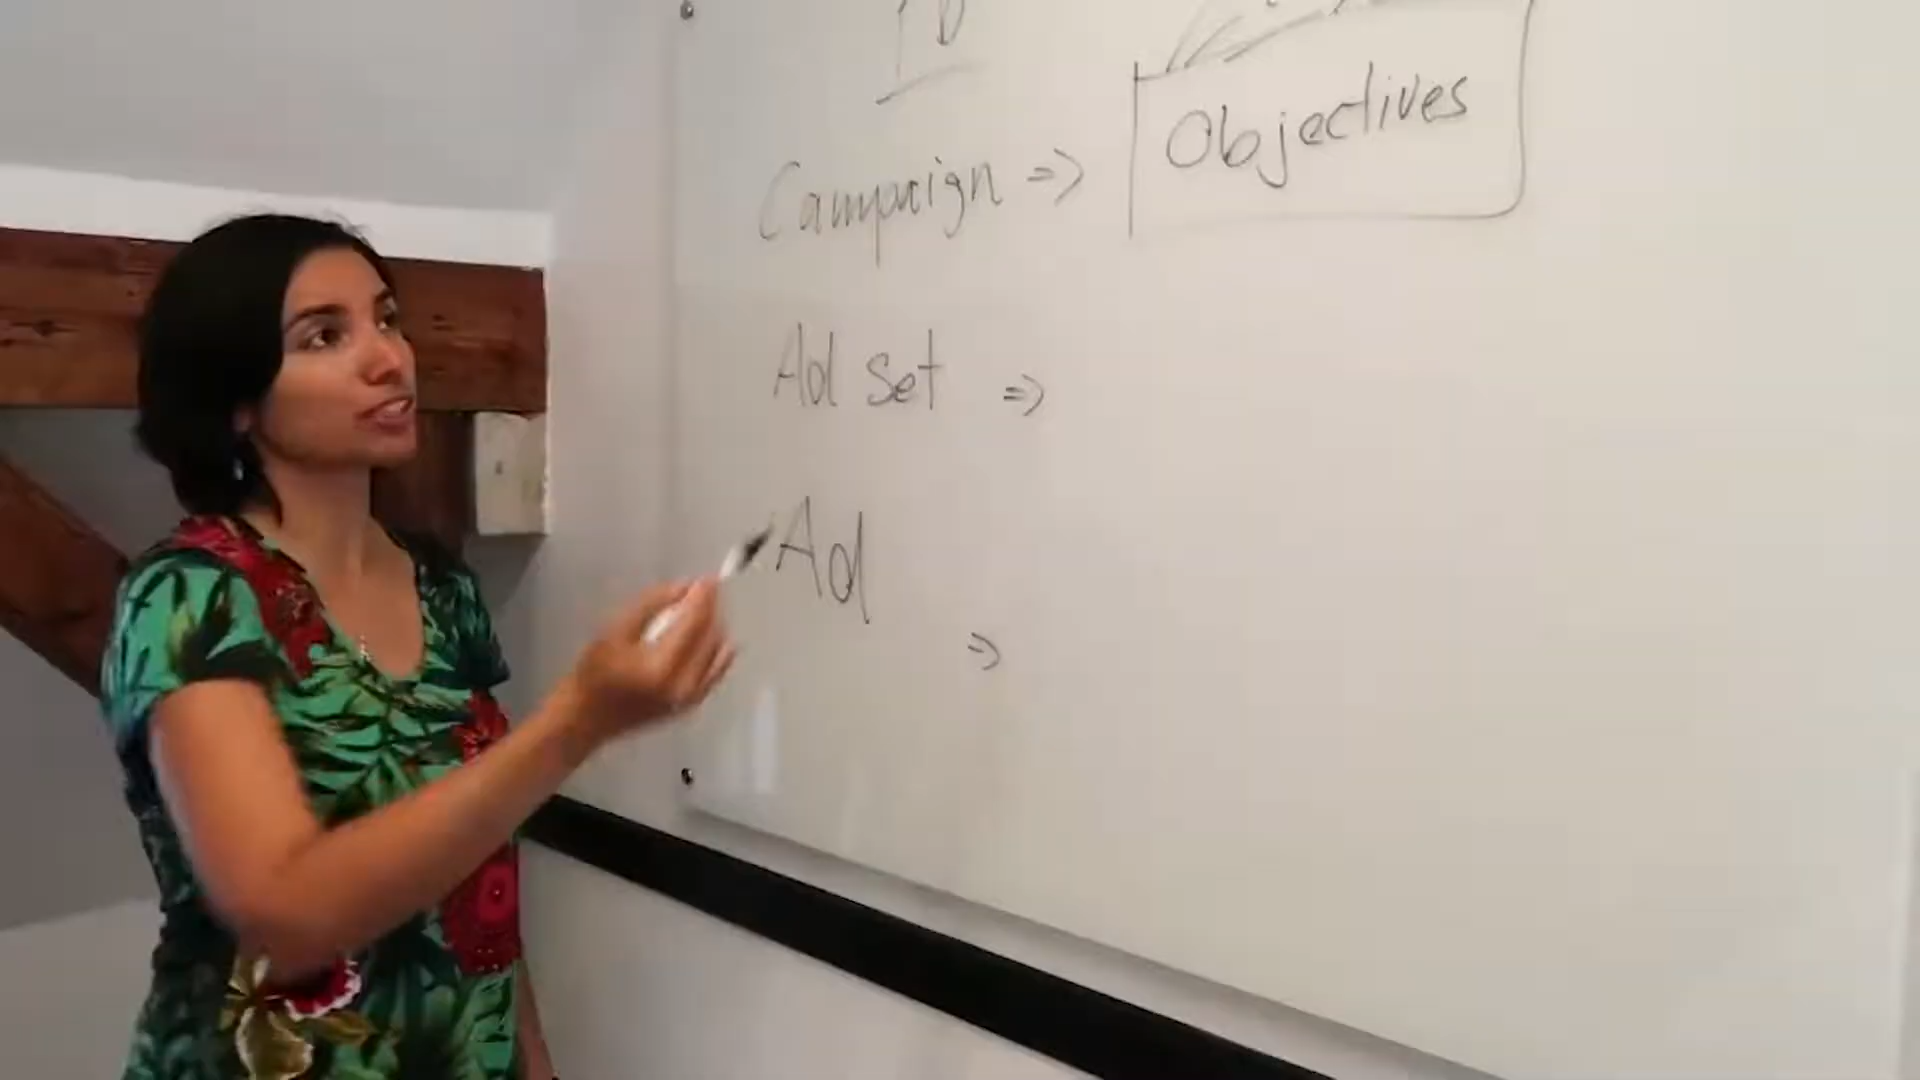 Objectives
Campaign =>
Ad set =>
Ad
=>